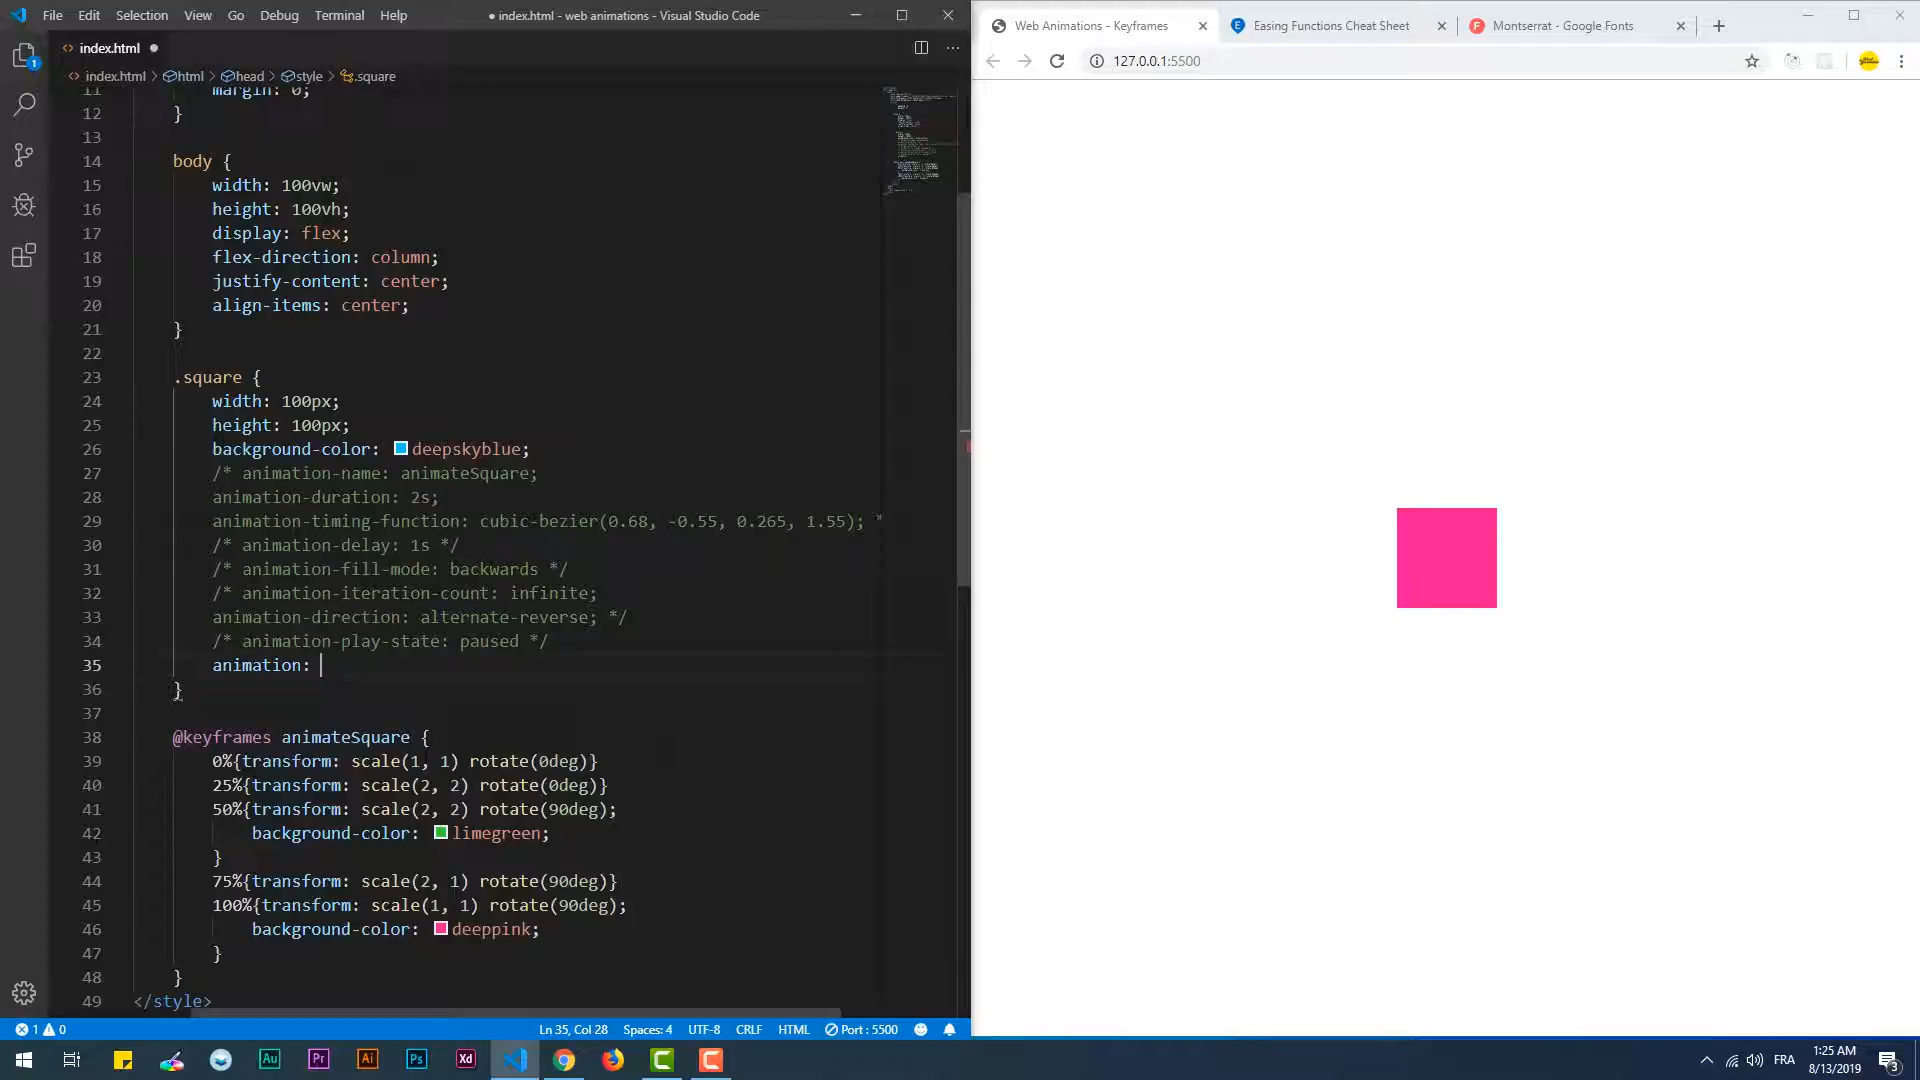 File Edit Selection View Go Debug Terminal Help
● index.html - web animations - Visual Studio Code
index.html ●
index.html > html > head > style > .square
11 margin: 0;
12 }
13
14 body {
15 width: 100vw;
16 height: 100vh;
17 display: flex;
18 flex-direction: column;
19 justify-content: center;
20 align-items: center;
21 }
22
23 .square {
24 width: 100px;
25 height: 100px;
26 background-color: deepskyblue;
27 /* animation-name: animateSquare;
28 animation-duration: 2s;
29 animation-timing-function: cubic-bezier(0.68, -0.55, 0.265, 1.55); *
30 /* animation-delay: 1s */
31 /* animation-fill-mode: backwards */
32 /* animation-iteration-count: infinite;
33 animation-direction: alternate-reverse; */
34 /* animation-play-state: paused */
35 animation:
36 }
37
38 @keyframes animateSquare {
39 0%{transform: scale(1, 1) rotate(0deg)}
40 25%{transform: scale(2, 2) rotate(0deg)}
41 50%{transform: scale(2, 2) rotate(90deg);
42 background-color: limegreen;
43 }
44 75%{transform: scale(2, 1) rotate(90deg)}
45 100%{transform: scale(1, 1) rotate(90deg);
46 background-color: deeppink;
47 }
48 }
49 </style>
1 0 Ln 35, Col 28 Spaces: 4 UTF-8 CRLF HTML Port : 5500
1
Web Animations - Keyframes
Easing Functions Cheat Sheet
Montserrat - Google Fonts
127.0.0.1:5500
Au Pr Ai Ps Xd
FRA
1:25 AM
8/13/2019
3